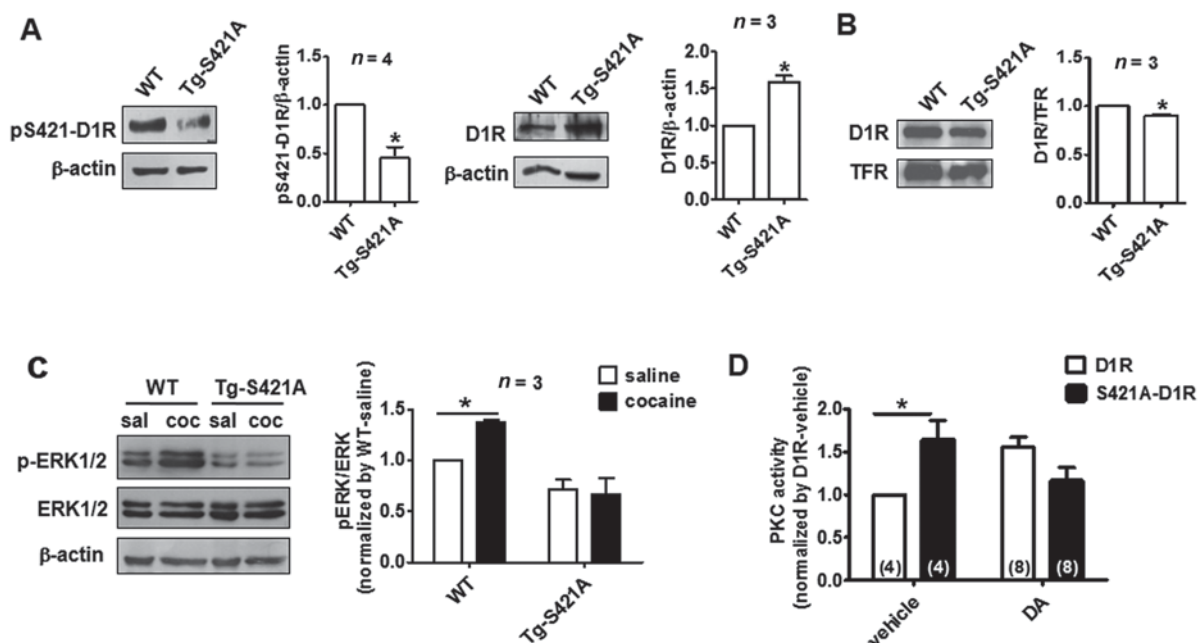 A
WT
Tg-S421A
pS421-D1R
β-actin
pS421-D1R/β-actin
1.5
1.0
0.5
0.0
n = 4
*
WT
Tg-S421A
WT
Tg-S421A
D1R
β-actin
D1R/β-actin
2.0
1.5
1.0
0.5
0.0
n = 3
*
WT
Tg-S421A
B
WT
Tg-S421A
D1R
TFR
D1R/TFR
1.5
1.0
0.5
0.0
n = 3
*
WT
Tg-S421A
C
WT Tg-S421A
sal coc sal coc
p-ERK1/2
ERK1/2
β-actin
pERK/ERK
(normalized by WT-saline)
1.5
1.0
0.5
0.0
*
n = 3
saline
cocaine
WT
Tg-S421A
D
D1R
S421A-D1R
PKC activity
(normalized by D1R-vehicle)
2.0
1.5
1.0
0.5
0.0
*
(4) (4) (8) (8)
vehicle
DA